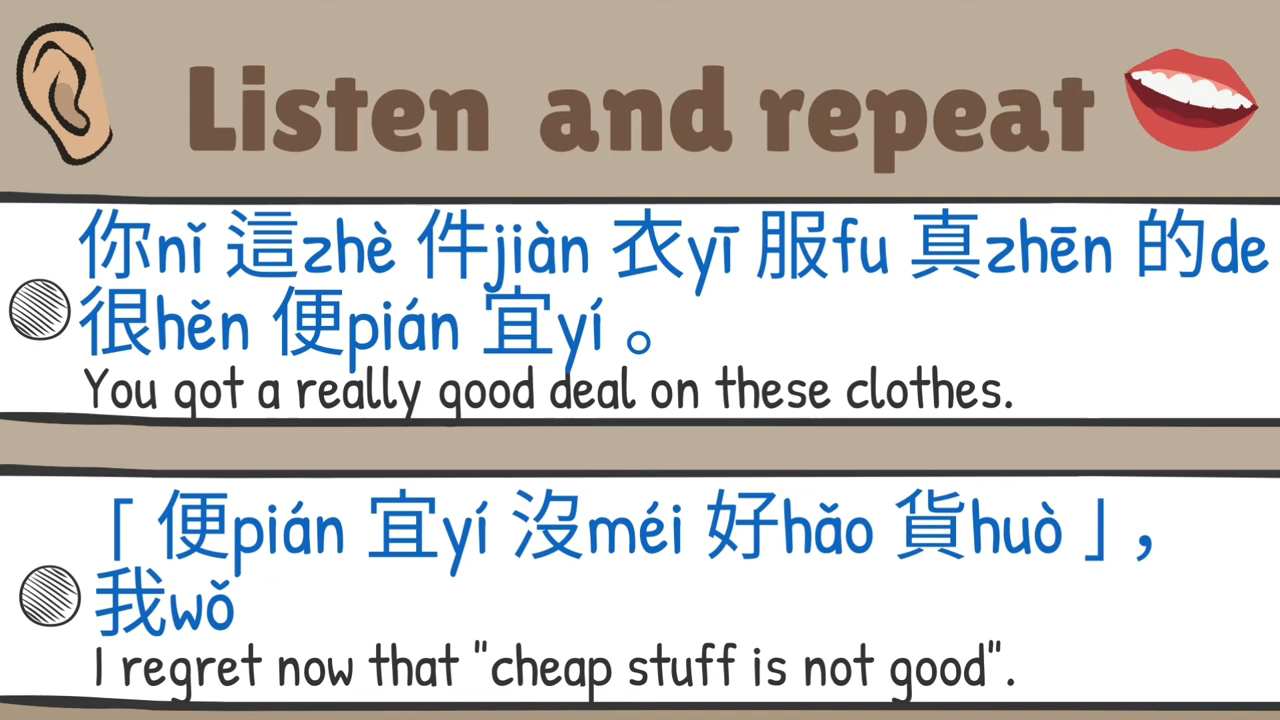 Listen and repeat
你nǐ 這zhè 件jiàn 衣yī 服fu 真zhēn 的de
很hěn 便pián 宜yí 。
You got a really good deal on these clothes.
「 便pián 宜yí 沒méi 好hǎo 貨huò 」,
我wǒ
I regret now that "cheap stuff is not good".